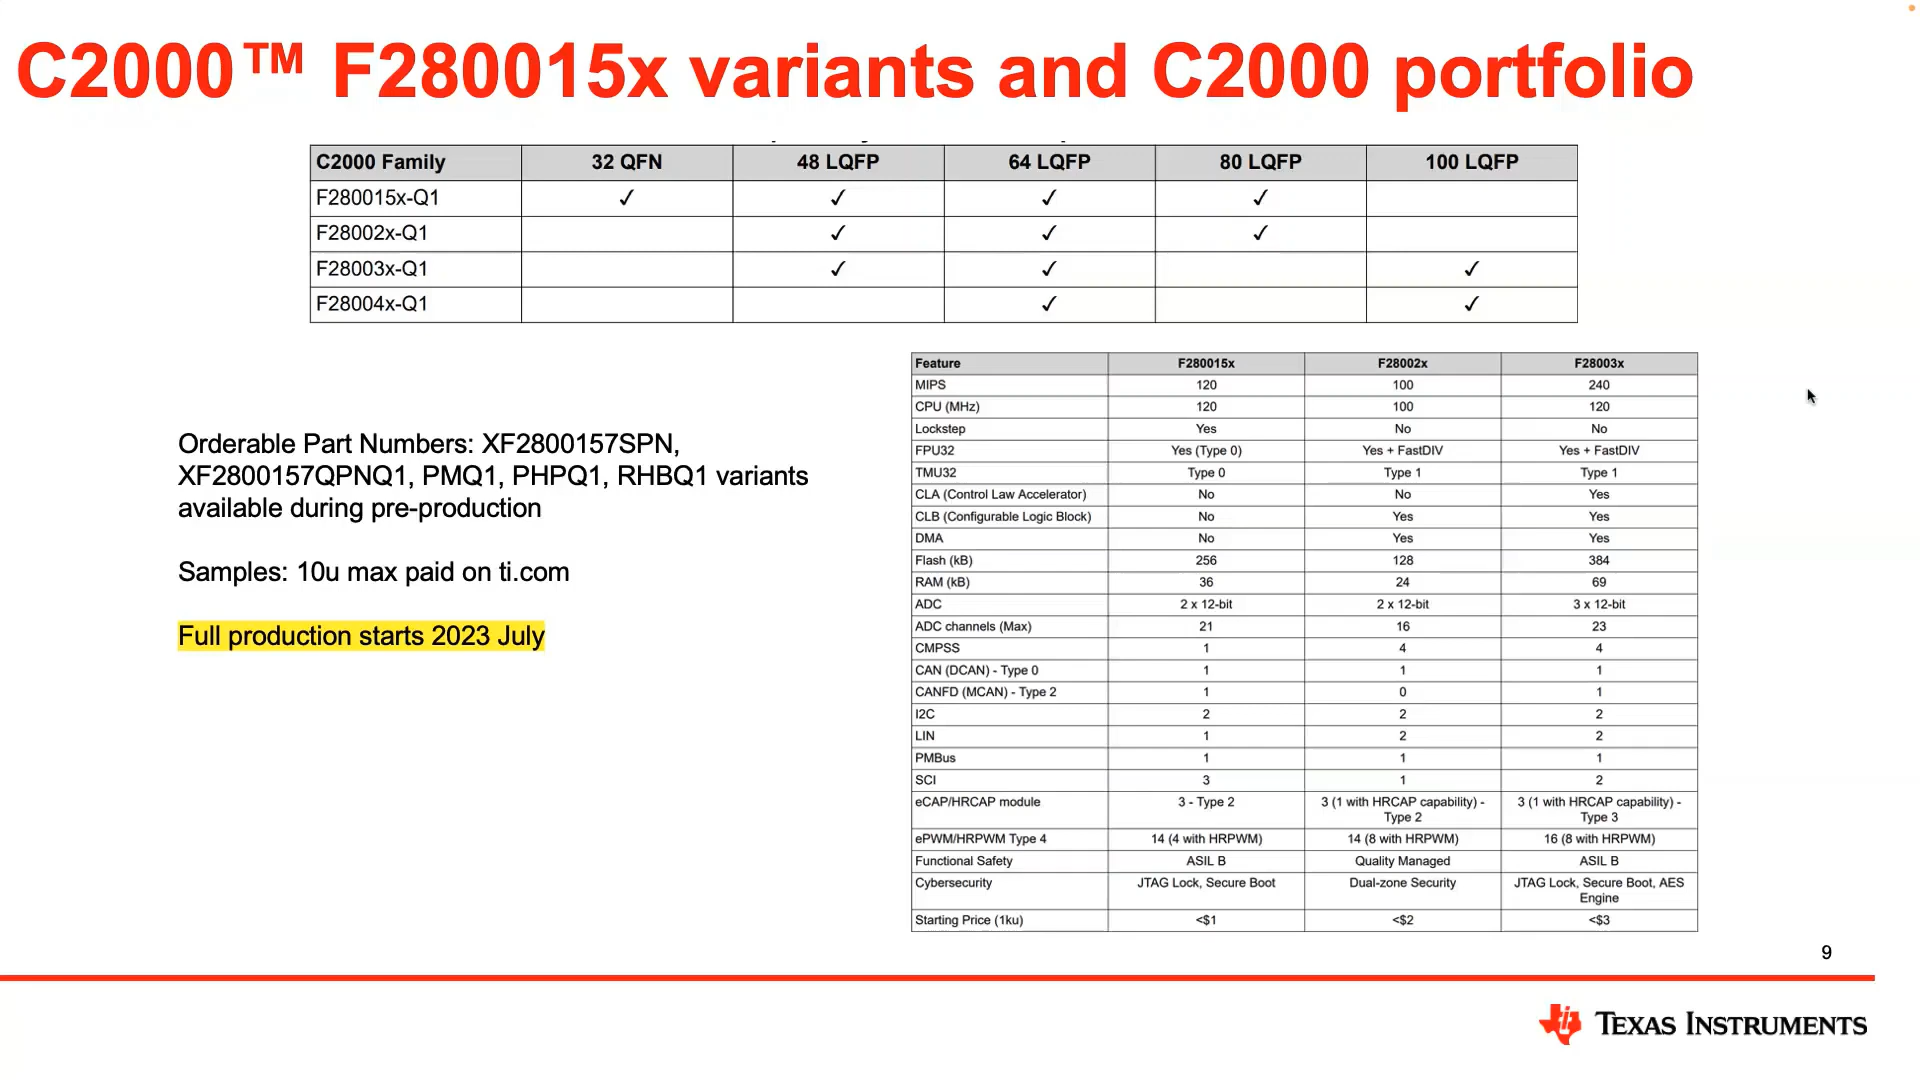 C2000™ F280015x variants and C2000 portfolio
C2000 Family 32 QFN 48 LQFP 64 LQFP 80 LQFP 100 LQFP
F280015x-Q1 ✓ ✓ ✓ ✓
F28002x-Q1 ✓ ✓ ✓
F28003x-Q1 ✓ ✓ ✓
F28004x-Q1 ✓ ✓
Orderable Part Numbers: XF2800157SPN,
XF2800157QPNQ1, PMQ1, PHPQ1, RHBQ1 variants
available during pre-production
Samples: 10u max paid on ti.com
Full production starts 2023 July
Feature F280015x F28002x F28003x
MIPS 120 100 240
CPU (MHz) 120 100 120
Lockstep Yes No No
FPU32 Yes (Type 0) Yes + FastDIV Yes + FastDIV
TMU32 Type 0 Type 1 Type 1
CLA (Control Law Accelerator) No No Yes
CLB (Configurable Logic Block) No Yes Yes
DMA No Yes Yes
Flash (kB) 256 128 384
RAM (kB) 36 24 69
ADC 2 x 12-bit 2 x 12-bit 3 x 12-bit
ADC channels (Max) 21 16 23
CMPSS 1 4 4
CAN (DCAN) - Type 0 1 1 1
CANFD (MCAN) - Type 2 1 0 1
I2C 2 2 2
LIN 1 2 2
PMBus 1 1 1
SCI 3 1 2
eCAP/HRCAP module 3 - Type 2 3 (1 with HRCAP capability) - 3 (1 with HRCAP capability) -
Type 2 Type 3
ePWM/HRPWM Type 4 14 (4 with HRPWM) 14 (8 with HRPWM) 16 (8 with HRPWM)
Functional Safety ASIL B Quality Managed ASIL B
Cybersecurity JTAG Lock, Secure Boot Dual-zone Security JTAG Lock, Secure Boot, AES
Engine
Starting Price (1ku) <$1 <$2 <$3
9
TEXAS INSTRUMENTS